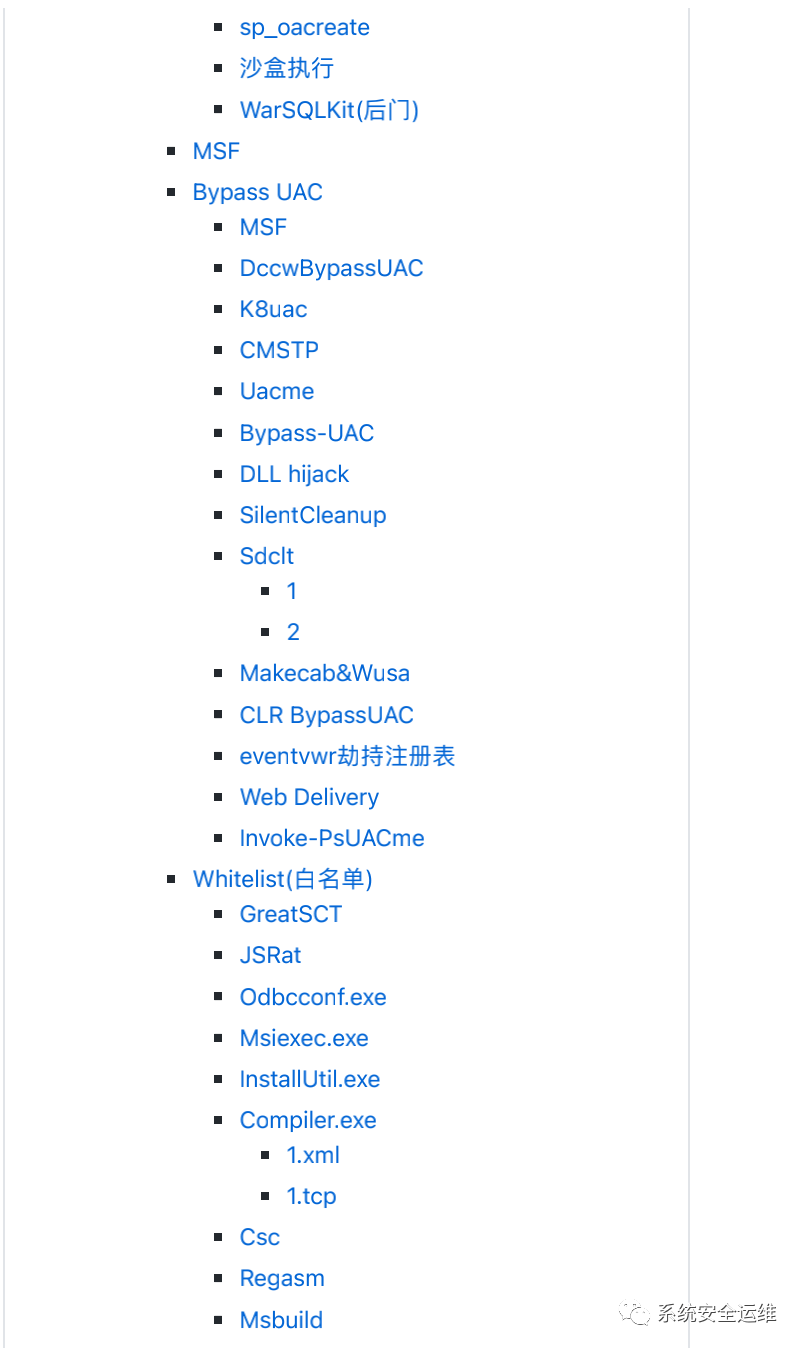 sp_oacreate
沙盒执行
WarSQLKit(后门)
MSF
Bypass UAC
MSF
DccwBypassUAC
K8uac
CMSTP
Uacme
Bypass-UAC
DLL hijack
SilentCleanup
Sdclt
1
2
Makecab&Wusa
CLR BypassUAC
eventvwr劫持注册表
Web Delivery
Invoke-PsUACme
Whitelist(白名单)
GreatSCT
JSRat
Odbcconf.exe
Msiexec.exe
InstallUtil.exe
Compiler.exe
1.xml
1.tcp
Csc
Regasm
Msbuild
系统安全运维